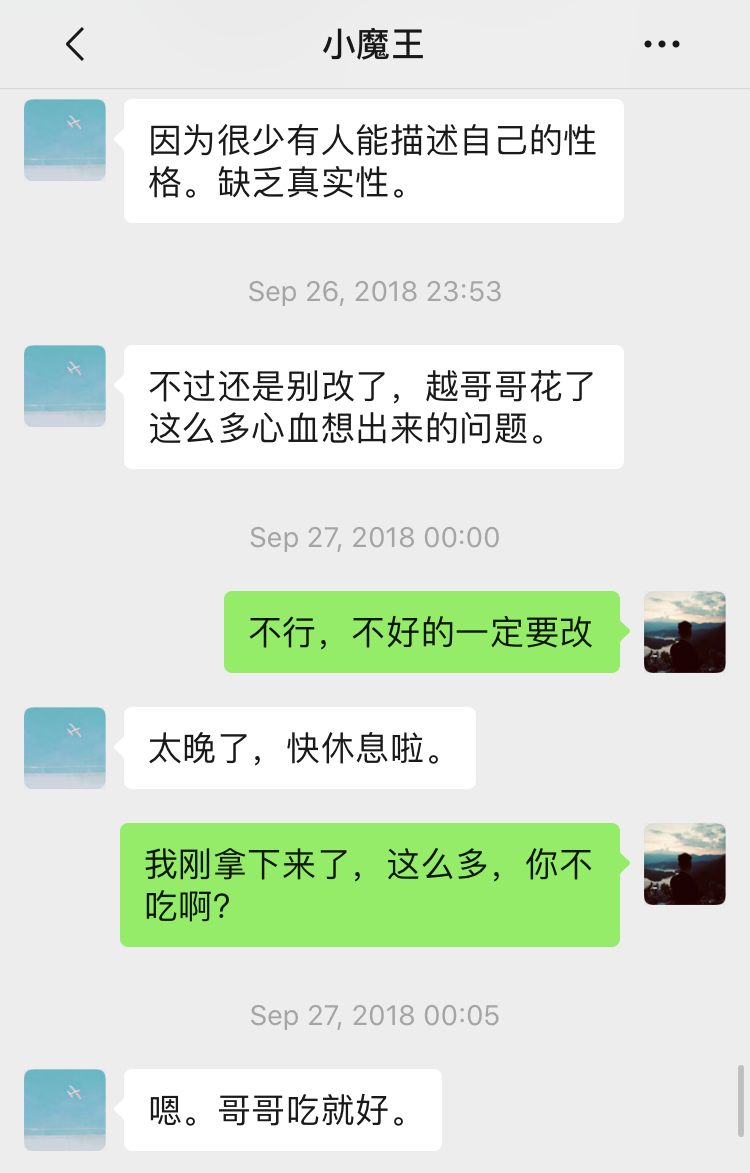 小魔王
因为很少有人能描述自己的性
格。缺乏真实性。
Sep 26, 2018 23:53
不过还是别改了，越哥哥花了
这么多心血想出来的问题。
Sep 27, 2018 00:00
不行，不好的一定要改
太晚了，快休息啦。
我刚拿下来了，这么多，你不
吃啊？
Sep 27, 2018 00:05
嗯。哥哥吃就好。